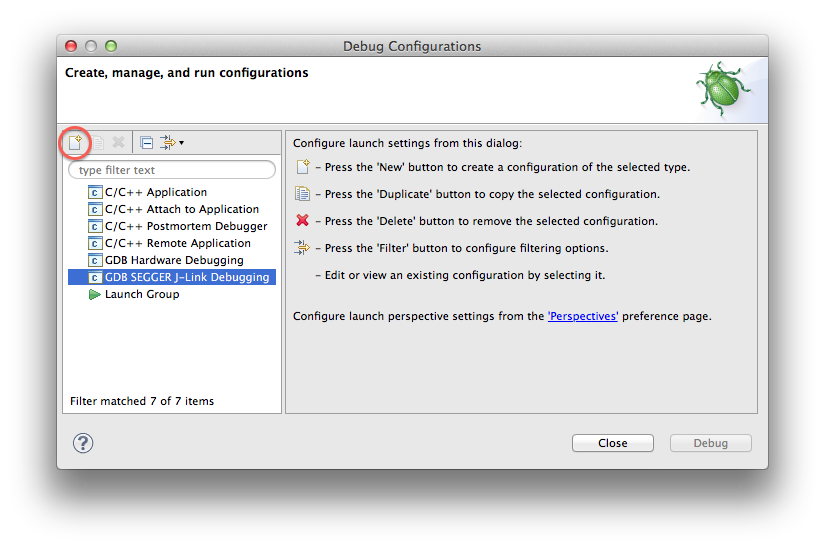 Debug Configurations
Create, manage, and run configurations
type filter text
C/C++ Application
C/C++ Attach to Application
C/C++ Postmortem Debugger
C/C++ Remote Application
GDB Hardware Debugging
GDB SEGGER J-Link Debugging
Launch Group
Filter matched 7 of 7 items
Configure launch settings from this dialog:
– Press the 'New' button to create a configuration of the selected type.
– Press the 'Duplicate' button to copy the selected configuration.
– Press the 'Delete' button to remove the selected configuration.
– Press the 'Filter' button to configure filtering options.
– Edit or view an existing configuration by selecting it.
Configure launch perspective settings from the 'Perspectives' preference page.
?
Close
Debug